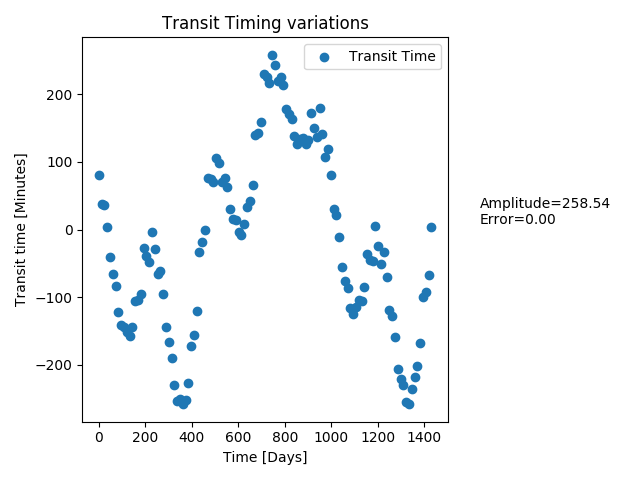 Transit Timing variations
Transit Time
Transit time [Minutes]
200
100
0
−100
−200
0 200 400 600 800 1000 1200 1400
Time [Days]
Amplitude=258.54
Error=0.00